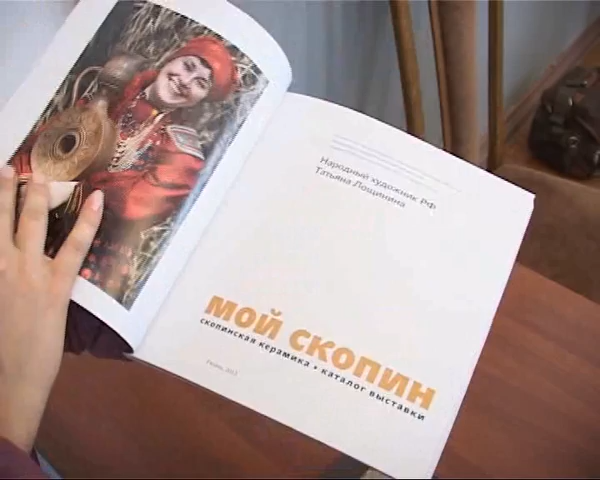 Народный художник РФ
Татьяна Лощинина
МОЙ СКОПИН
скопинская керамика • каталог выставки